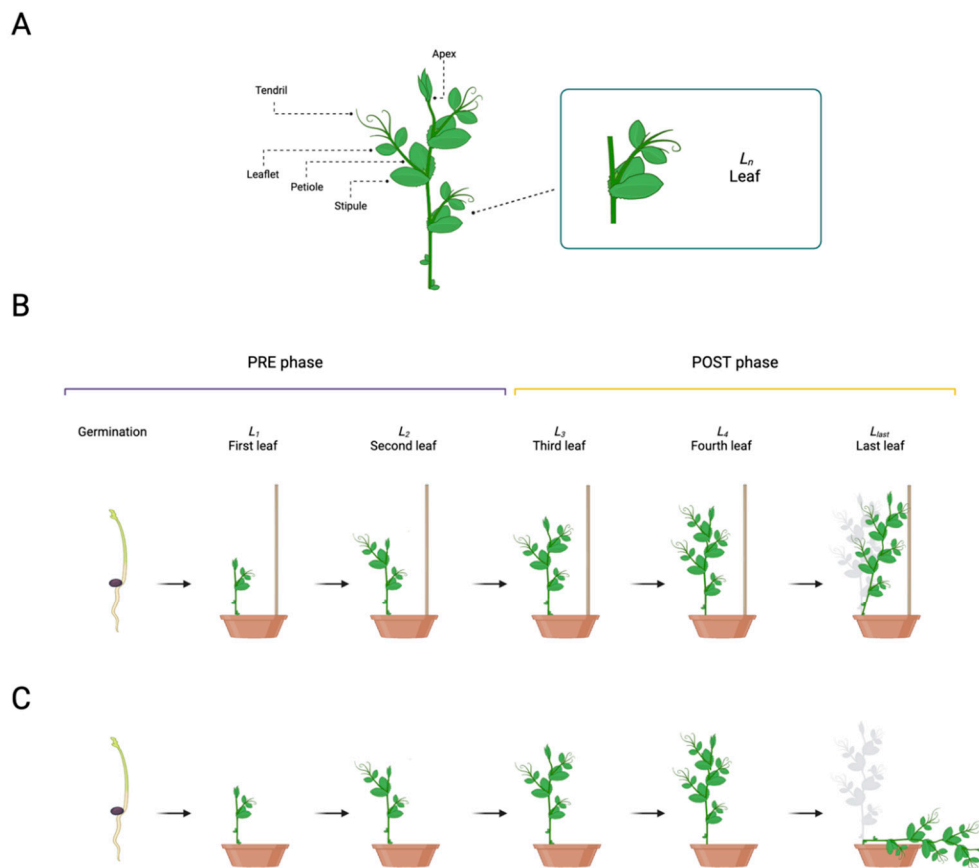 A
Apex
Tendril
Leaflet
Petiole
Stipule
Ln
Leaf
B
PRE phase
POST phase
Germination
L1
First leaf
L2
Second leaf
L3
Third leaf
L4
Fourth leaf
Llast
Last leaf
C